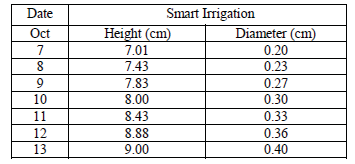 Date Smart Irrigation
Oct Height (cm) Diameter (cm)
7 7.01 0.20
8 7.43 0.23
9 7.83 0.27
10 8.00 0.30
11 8.43 0.33
12 8.88 0.36
13 9.00 0.40